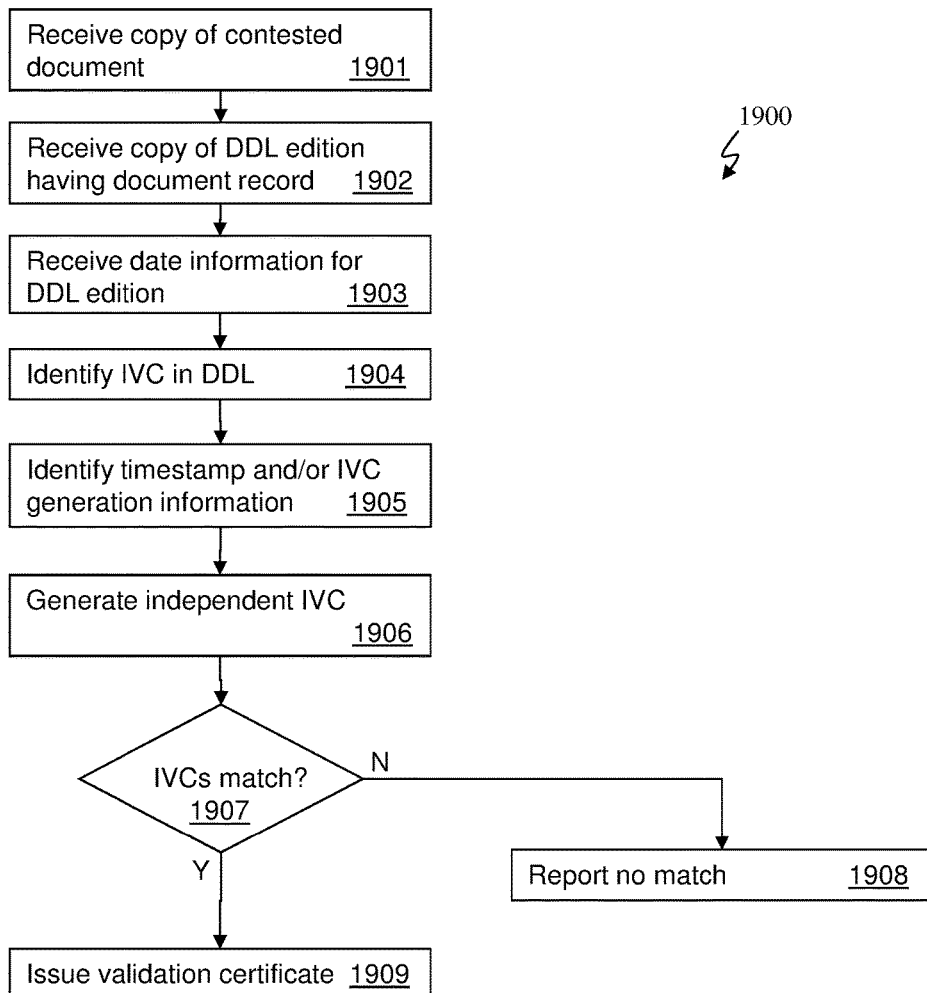 Receive copy of contested
document 1901
1900
Receive copy of DDL edition
having document record 1902
Receive date information for
DDL edition 1903
Identify IVC in DDL 1904
Identify timestamp and/or IVC
generation information 1905
Generate independent IVC
1906
IVCs match?
1907
N
Y
Report no match 1908
Issue validation certificate 1909